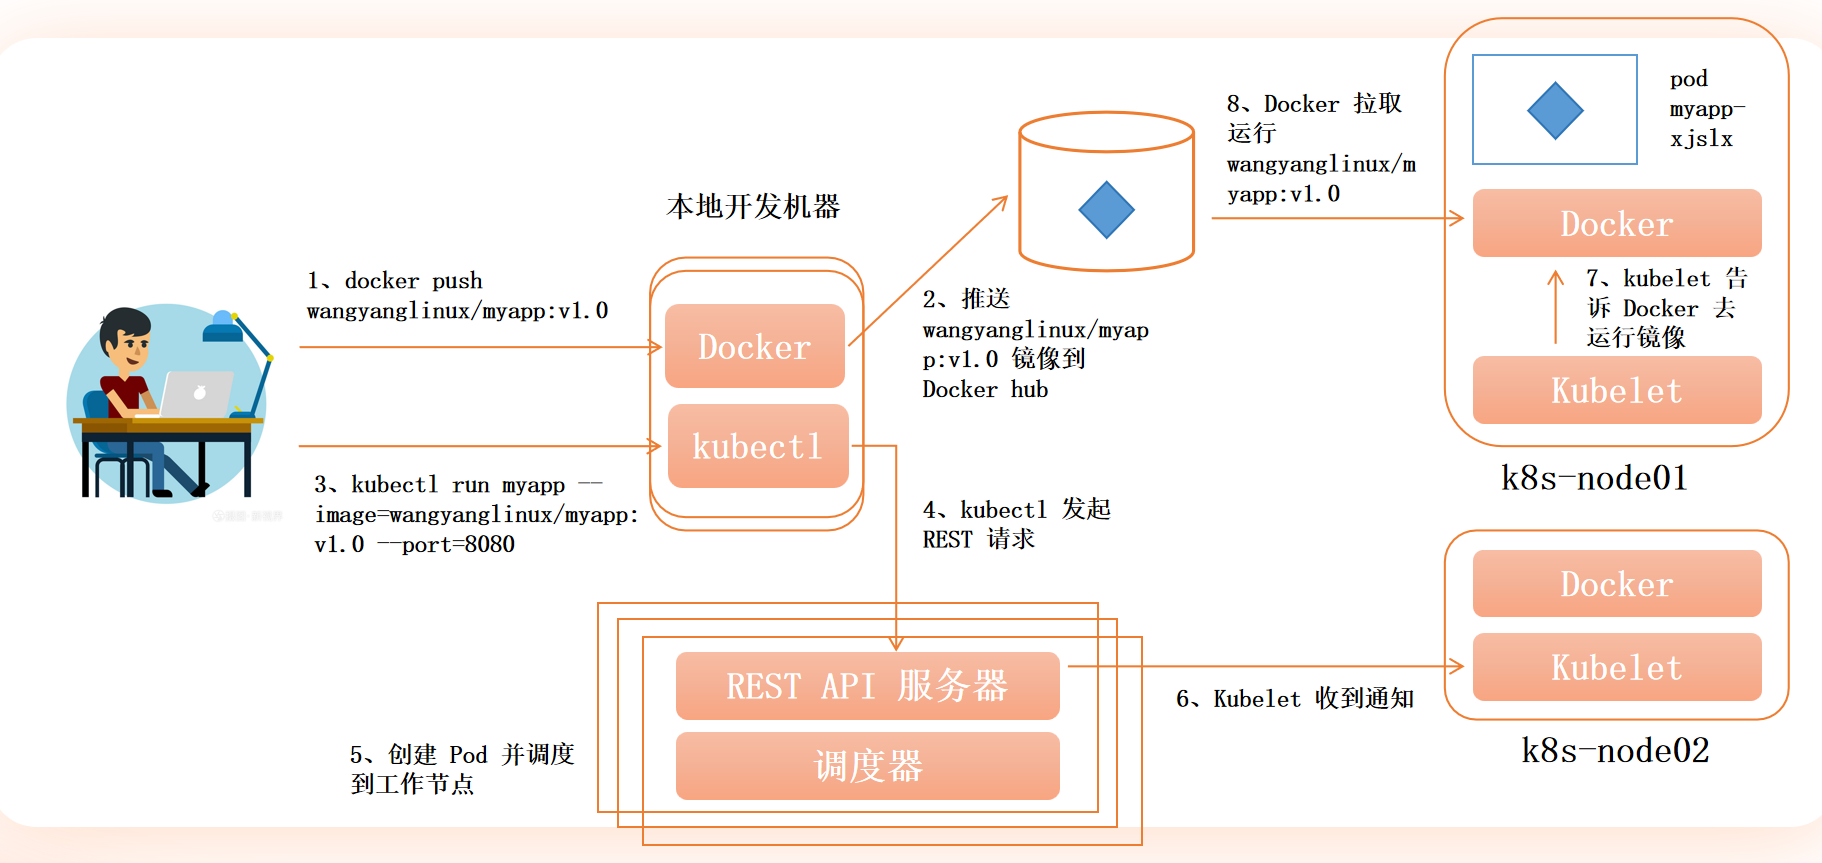 本地开发机器
1、docker push
wangyanglinux/myapp:v1.0
Docker
kubectl
3、kubectl run myapp --
image=wangyanglinux/myapp:
v1.0 --port=8080
2、推送
wangyanglinux/myap
p:v1.0 镜像到
Docker hub
4、kubectl 发起
REST 请求
REST API 服务器
调度器
5、创建 Pod 并调度
到工作节点
6、Kubelet 收到通知
8、Docker 拉取
运行
wangyanglinux/m
yapp:v1.0
pod
myapp-
xjslx
Docker
7、kubelet 告
诉 Docker 去
运行镜像
Kubelet
k8s-node01
Docker
Kubelet
k8s-node02